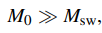 M₀ ≫ M_sw,